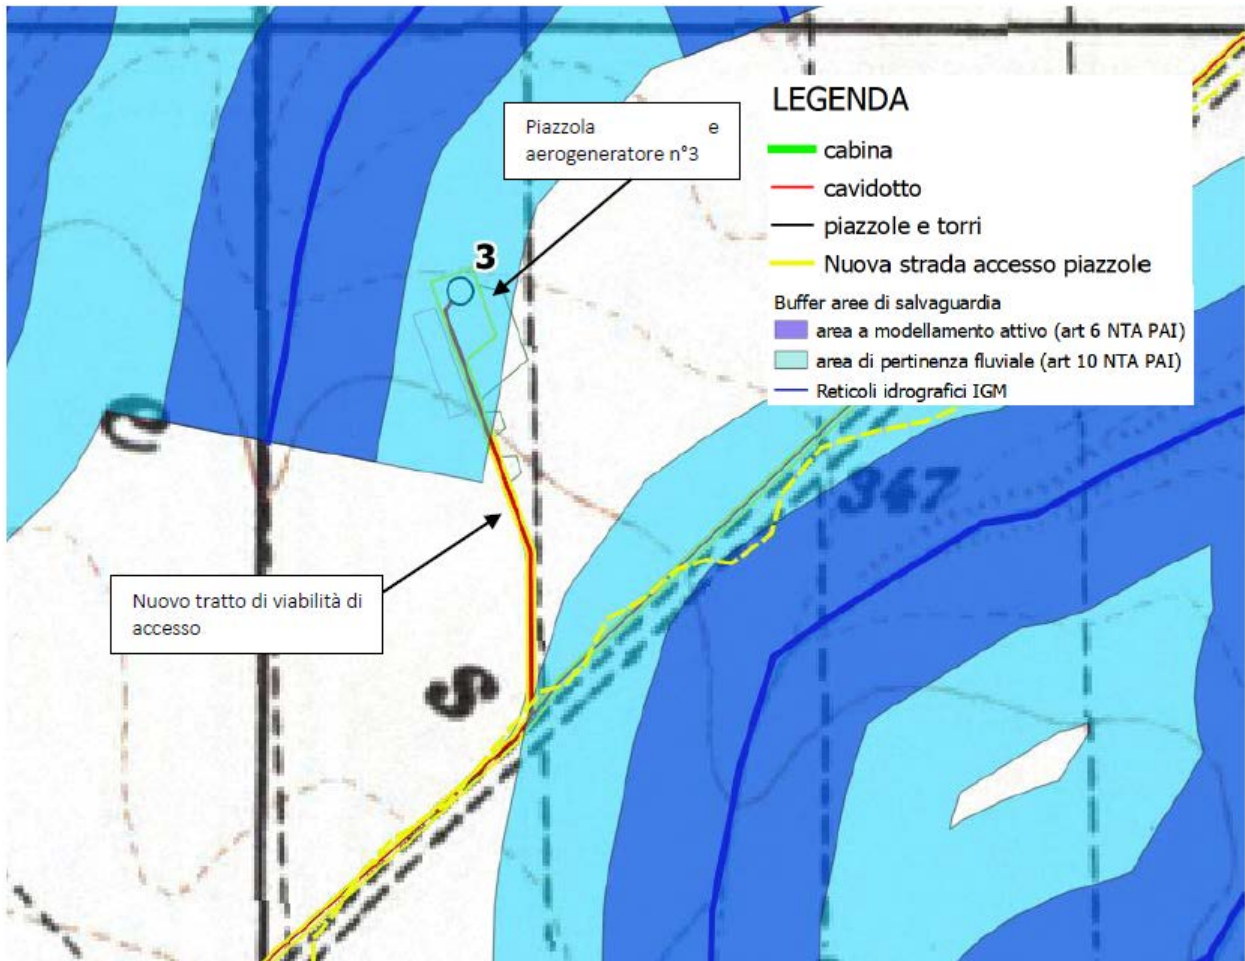 Piazzola e
aerogeneratore n°3
LEGENDA
cabina
cavidotto
piazzole e torri
Nuova strada accesso piazzole
Buffer aree di salvaguardia
area a modellamento attivo (art 6 NTA PAI)
area di pertinenza fluviale (art 10 NTA PAI)
Reticoli idrografici IGM
3
347
Nuovo tratto di viabilità di
accesso
S